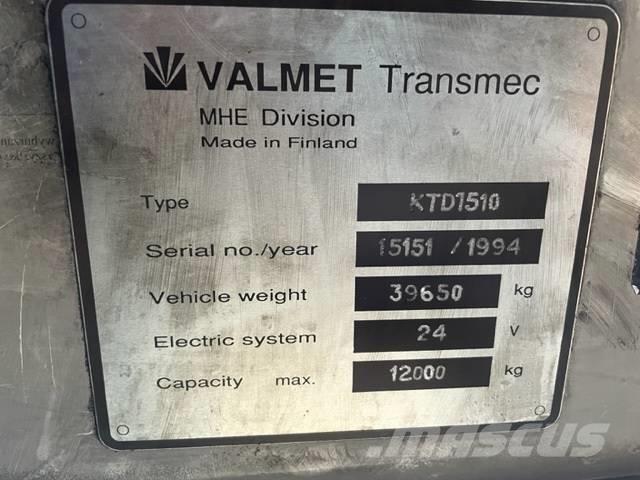 VALMET Transmec
MHE Division
Made in Finland
Type KTD1510
Serial no./year 15151 / 1994
Vehicle weight 39650 kg
Electric system 24 V
Capacity max. 12000 kg
mascus